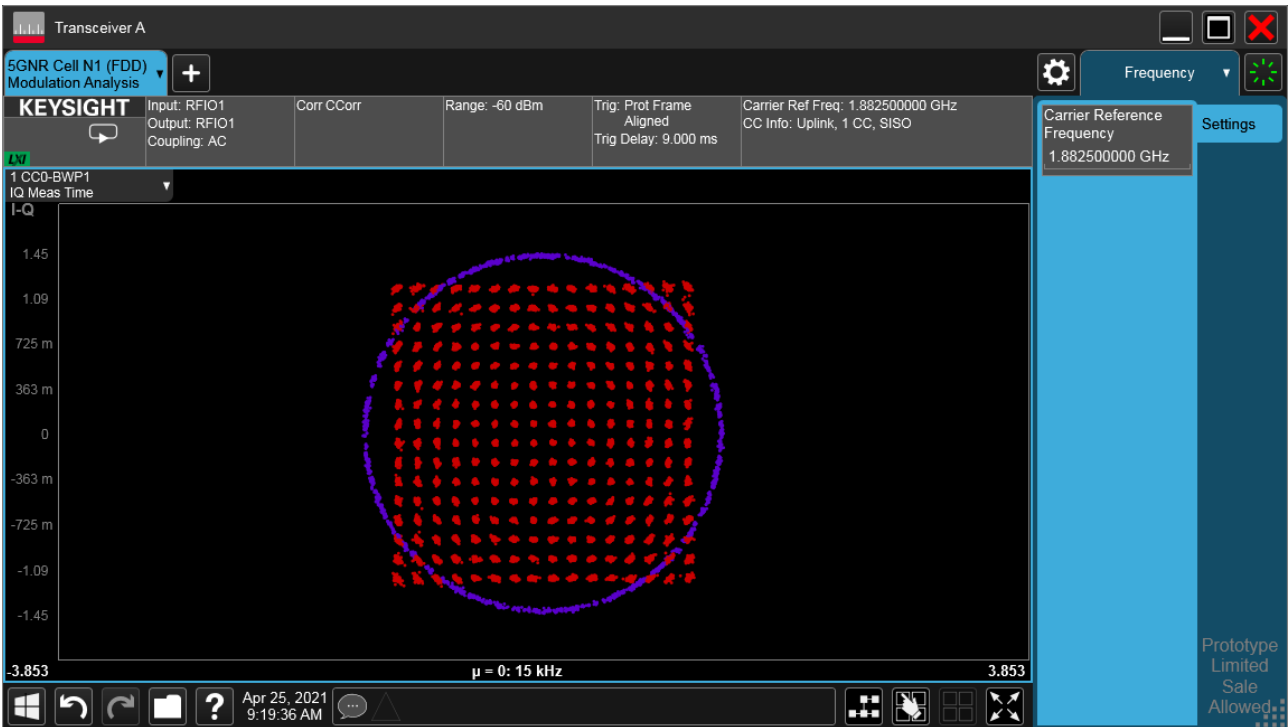 Transceiver A
5GNR Cell N1 (FDD)
Modulation Analysis
Frequency
KEYSIGHT
LXI
Input: RFIO1
Output: RFIO1
Coupling: AC
Corr CCorr
Range: -60 dBm
Trig: Prot Frame
Aligned
Trig Delay: 9.000 ms
Carrier Ref Freq: 1.882500000 GHz
CC Info: Uplink, 1 CC, SISO
Carrier Reference
Frequency
1.882500000 GHz
Settings
1 CC0-BWP1
IQ Meas Time
I-Q
1.45
1.09
725 m
363 m
0
-363 m
-725 m
-1.09
-1.45
-3.853
µ = 0: 15 kHz
3.853
?
Apr 25, 2021
9:19:36 AM
Prototype
Limited
Sale
Allowed